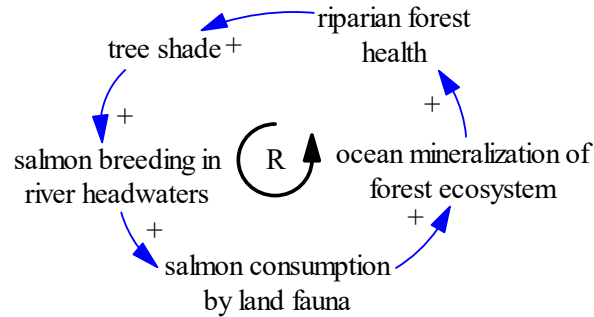 riparian forest
health
tree shade
+
+
+
salmon breeding in
river headwaters
R
ocean mineralization of
forest ecosystem
+
+
salmon consumption
by land fauna